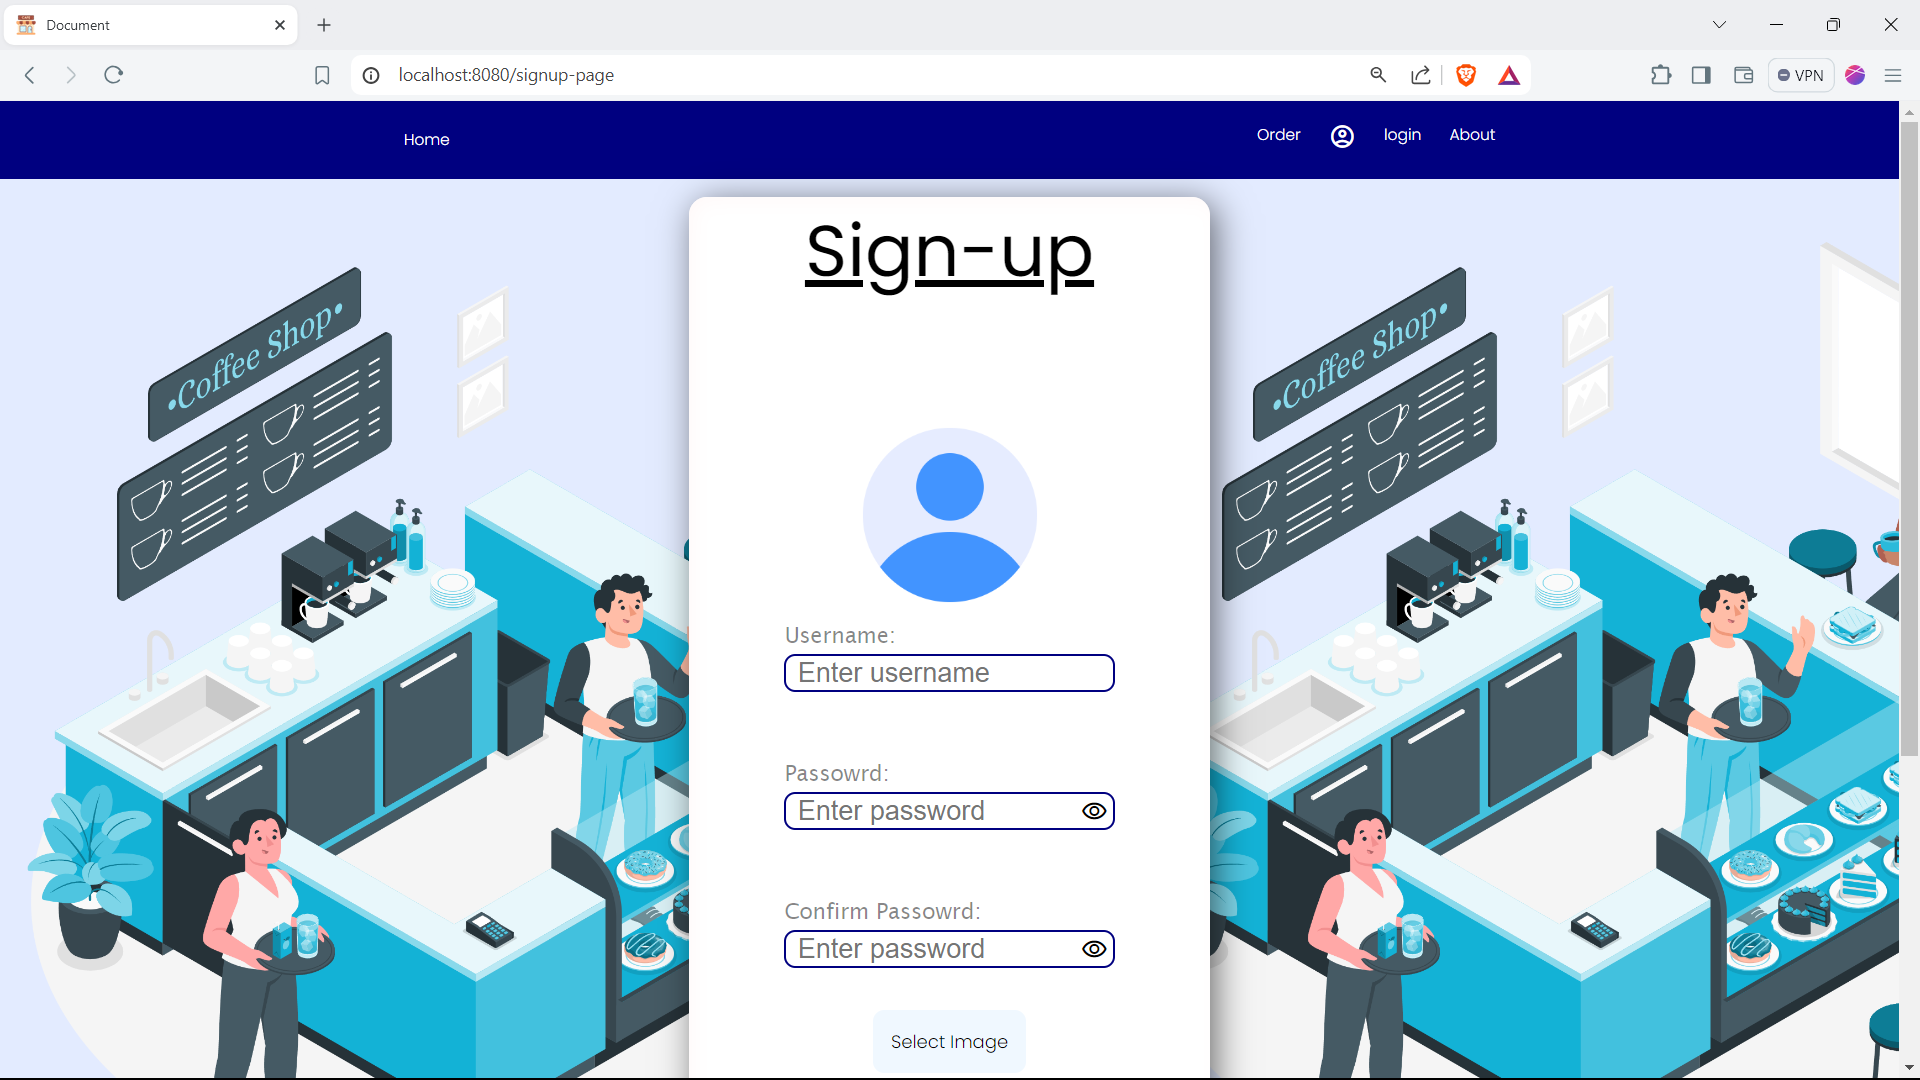 Document
localhost:8080/signup-page
VPN
Home
Order
login
About
Sign-up
•Coffee Shop•
•Coffee Shop•
Username:
Enter username
Passowrd:
Enter password
Confirm Passowrd:
Enter password
Select Image